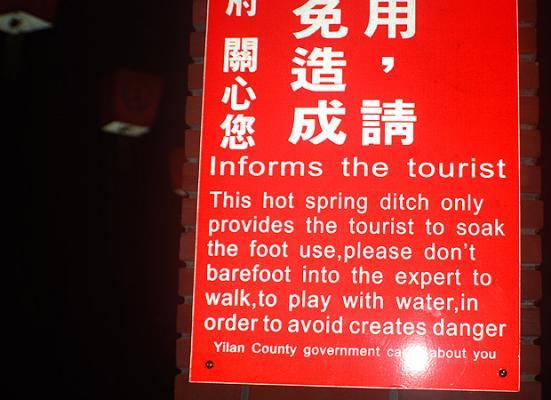 用，請
免造成
府 關心您
Informs the tourist
This hot spring ditch only
provides the tourist to soak
the foot use,please don't
barefoot into the expert to
walk,to play with water,in
order to avoid creates danger
Yilan County government about you